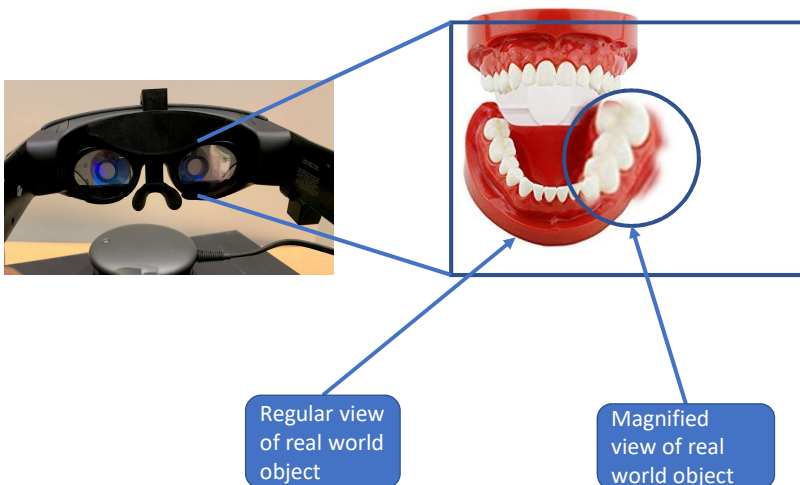 Regular view
of real world
object
Magnified
view of real
world object